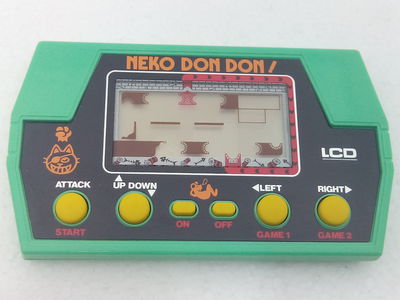 NEKO DON DON!
LCD
ATTACK
▲ UP DOWN ▼
◀LEFT
RIGHT▶
START
ON
OFF
GAME 1
GAME 2